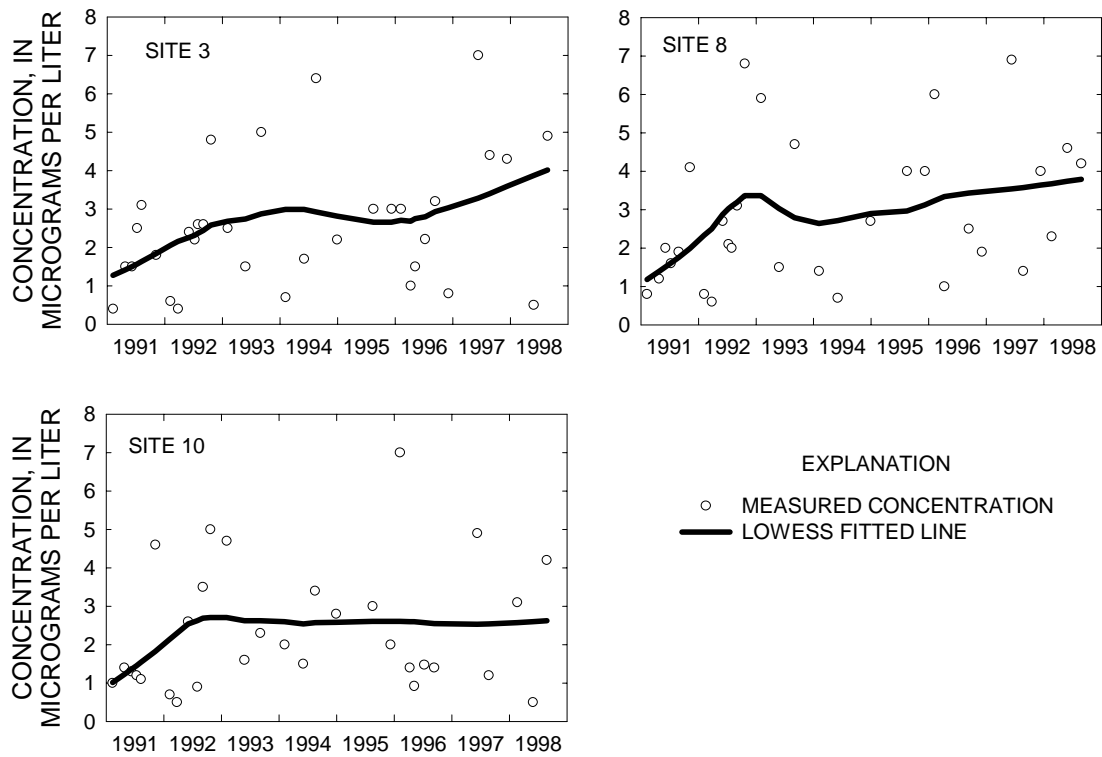 CONCENTRATION, IN
MICROGRAMS PER LITER
8
7
6
5
4
3
2
1
0
SITE 3
1991 1992 1993 1994 1995 1996 1997 1998
8
7
6
5
4
3
2
1
0
SITE 8
1991 1992 1993 1994 1995 1996 1997 1998
CONCENTRATION, IN
MICROGRAMS PER LITER
8
7
6
5
4
3
2
1
0
SITE 10
1991 1992 1993 1994 1995 1996 1997 1998
EXPLANATION
MEASURED CONCENTRATION
LOWESS FITTED LINE